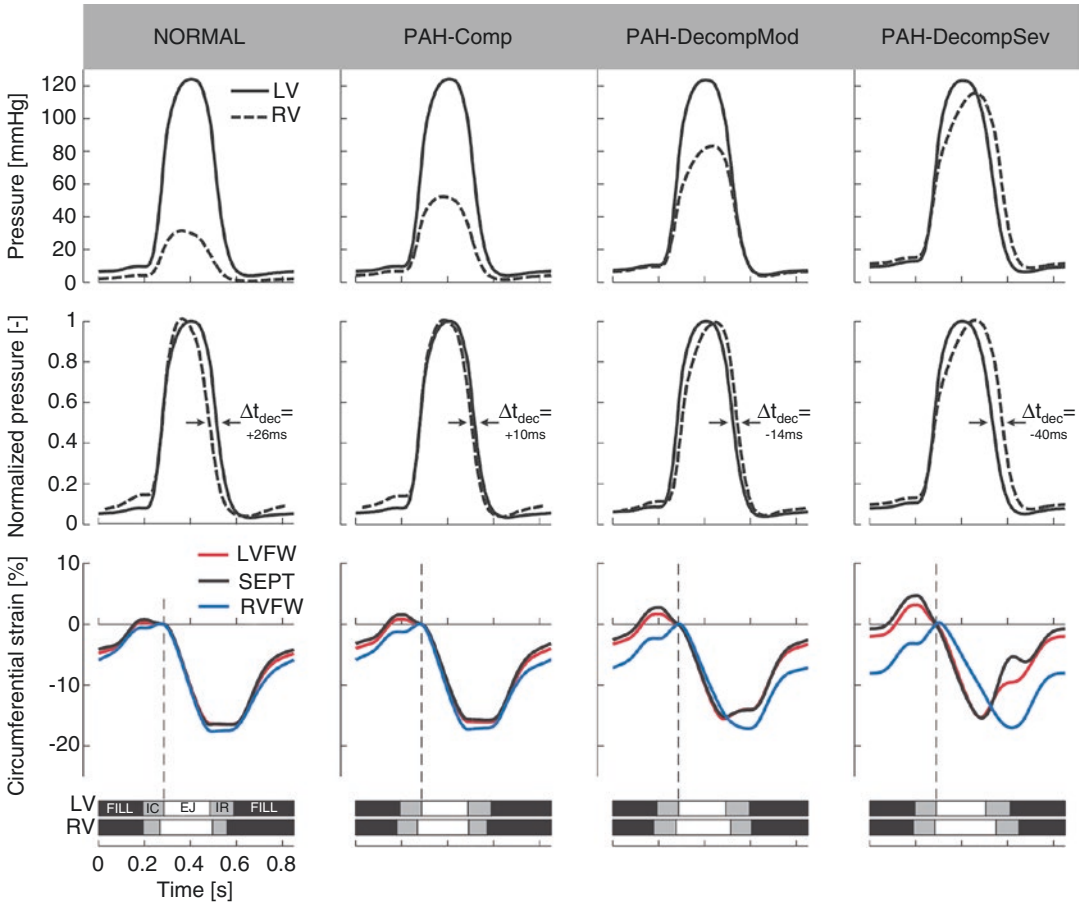 NORMAL PAH-Comp PAH-DecompMod PAH-DecompSev
Pressure [mmHg]
120
100
80
60
40
20
0
LV
RV
Normalized pressure [-]
1
0.8
0.6
0.4
0.2
0
Δtdec= +26ms
Δtdec= +10ms
Δtdec= -14ms
Δtdec= -40ms
Circumferential strain [%]
10
0
-10
-20
LVFW
SEPT
RVFW
LV FILL IC EJ IR FILL
RV
0 0.2 0.4 0.6 0.8
Time [s]